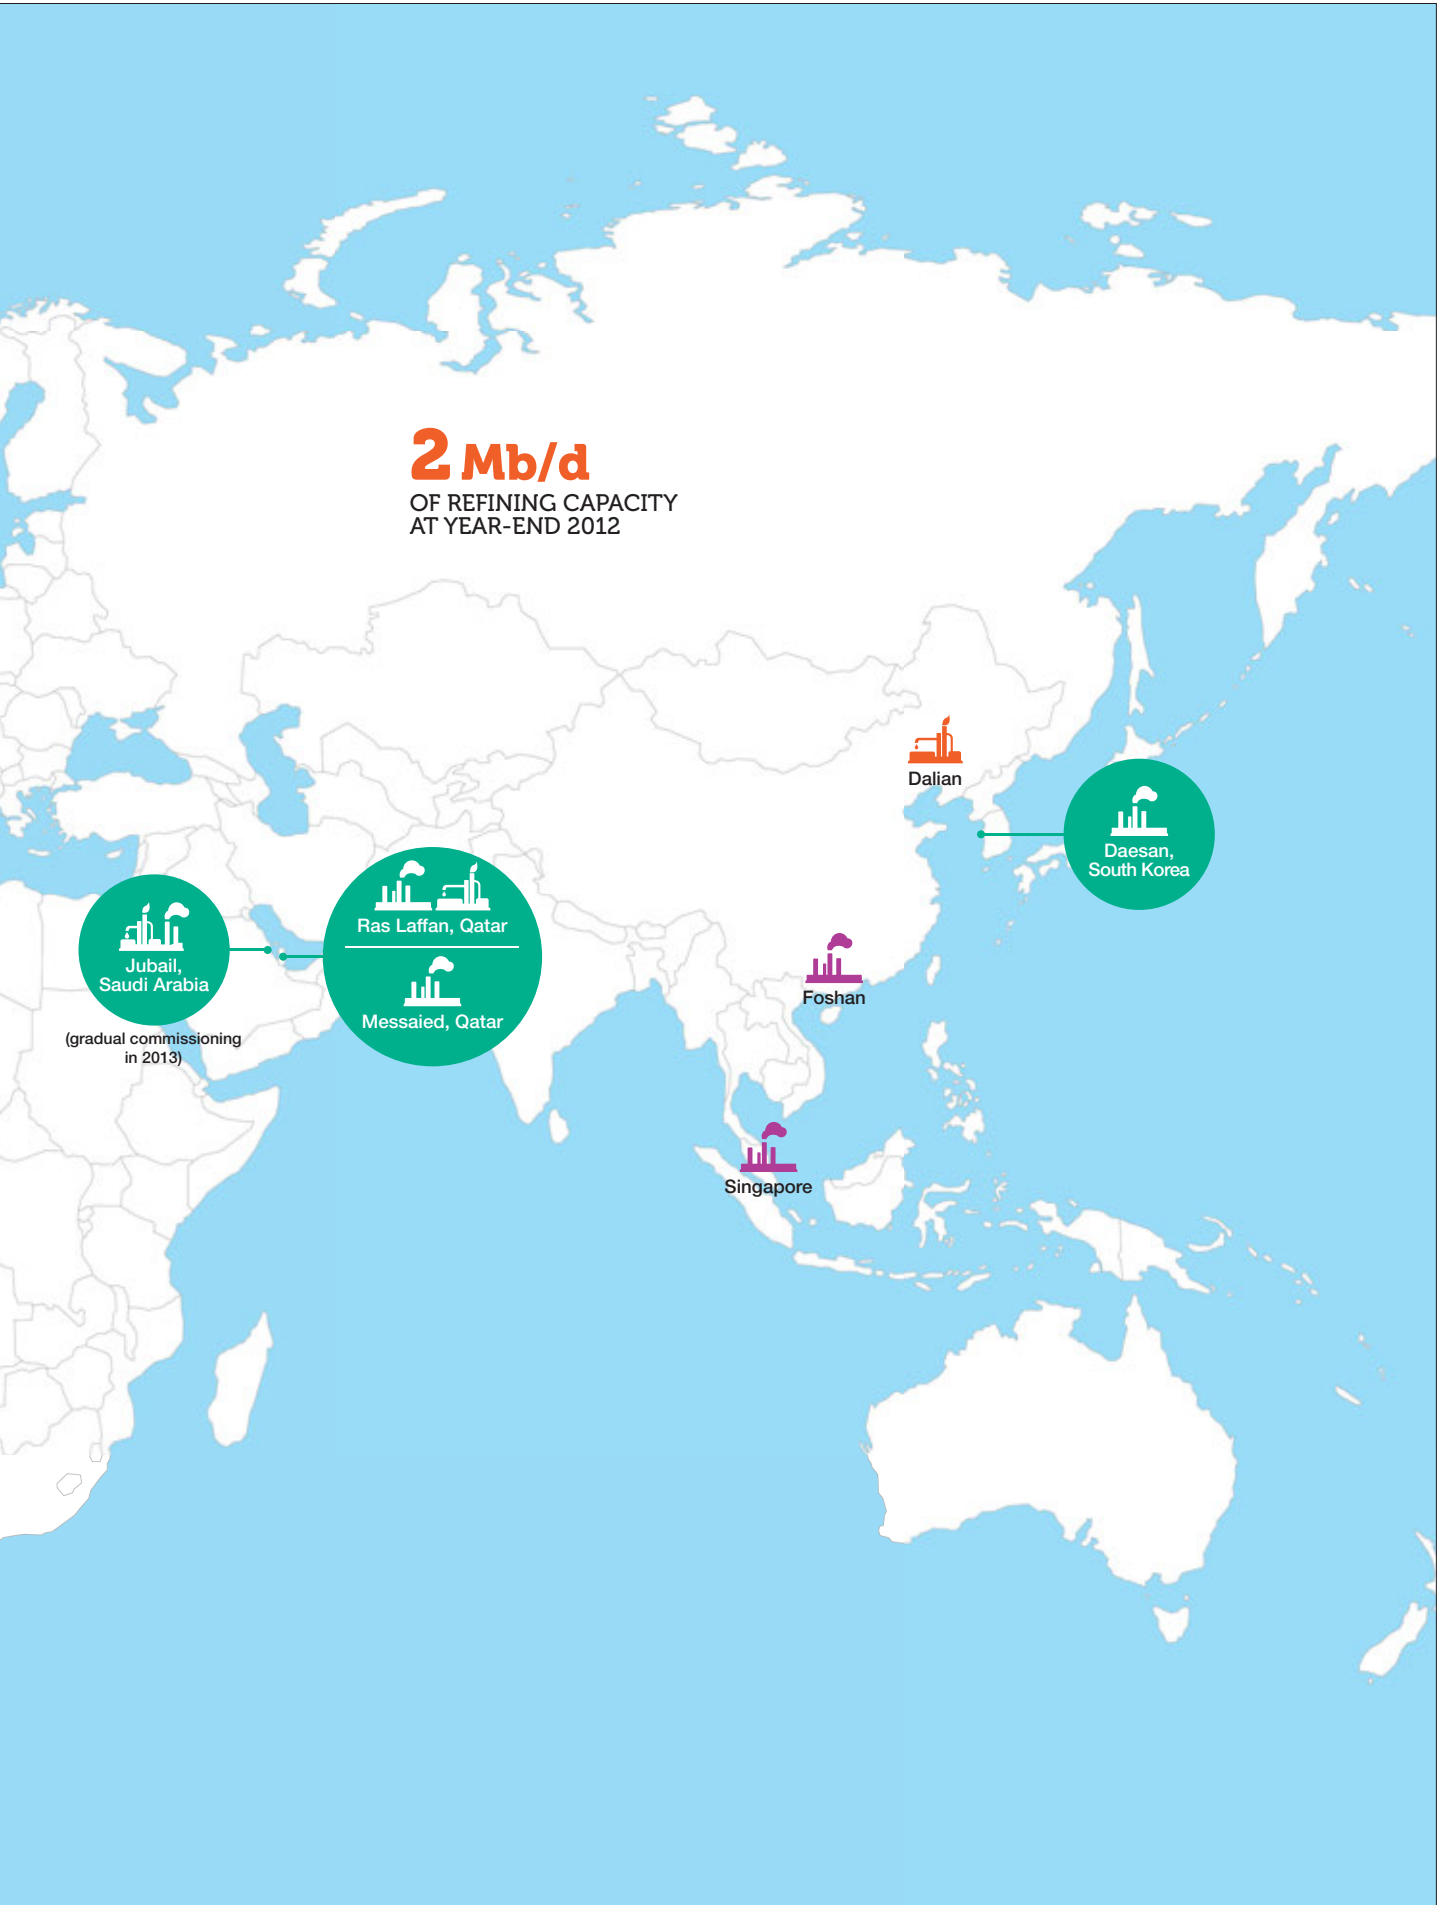 2 Mb/d
OF REFINING CAPACITY
AT YEAR-END 2012
Dalian
Daesan,
South Korea
Ras Laffan, Qatar
Messaied, Qatar
Jubail,
Saudi Arabia
(gradual commissioning
in 2013)
Foshan
Singapore